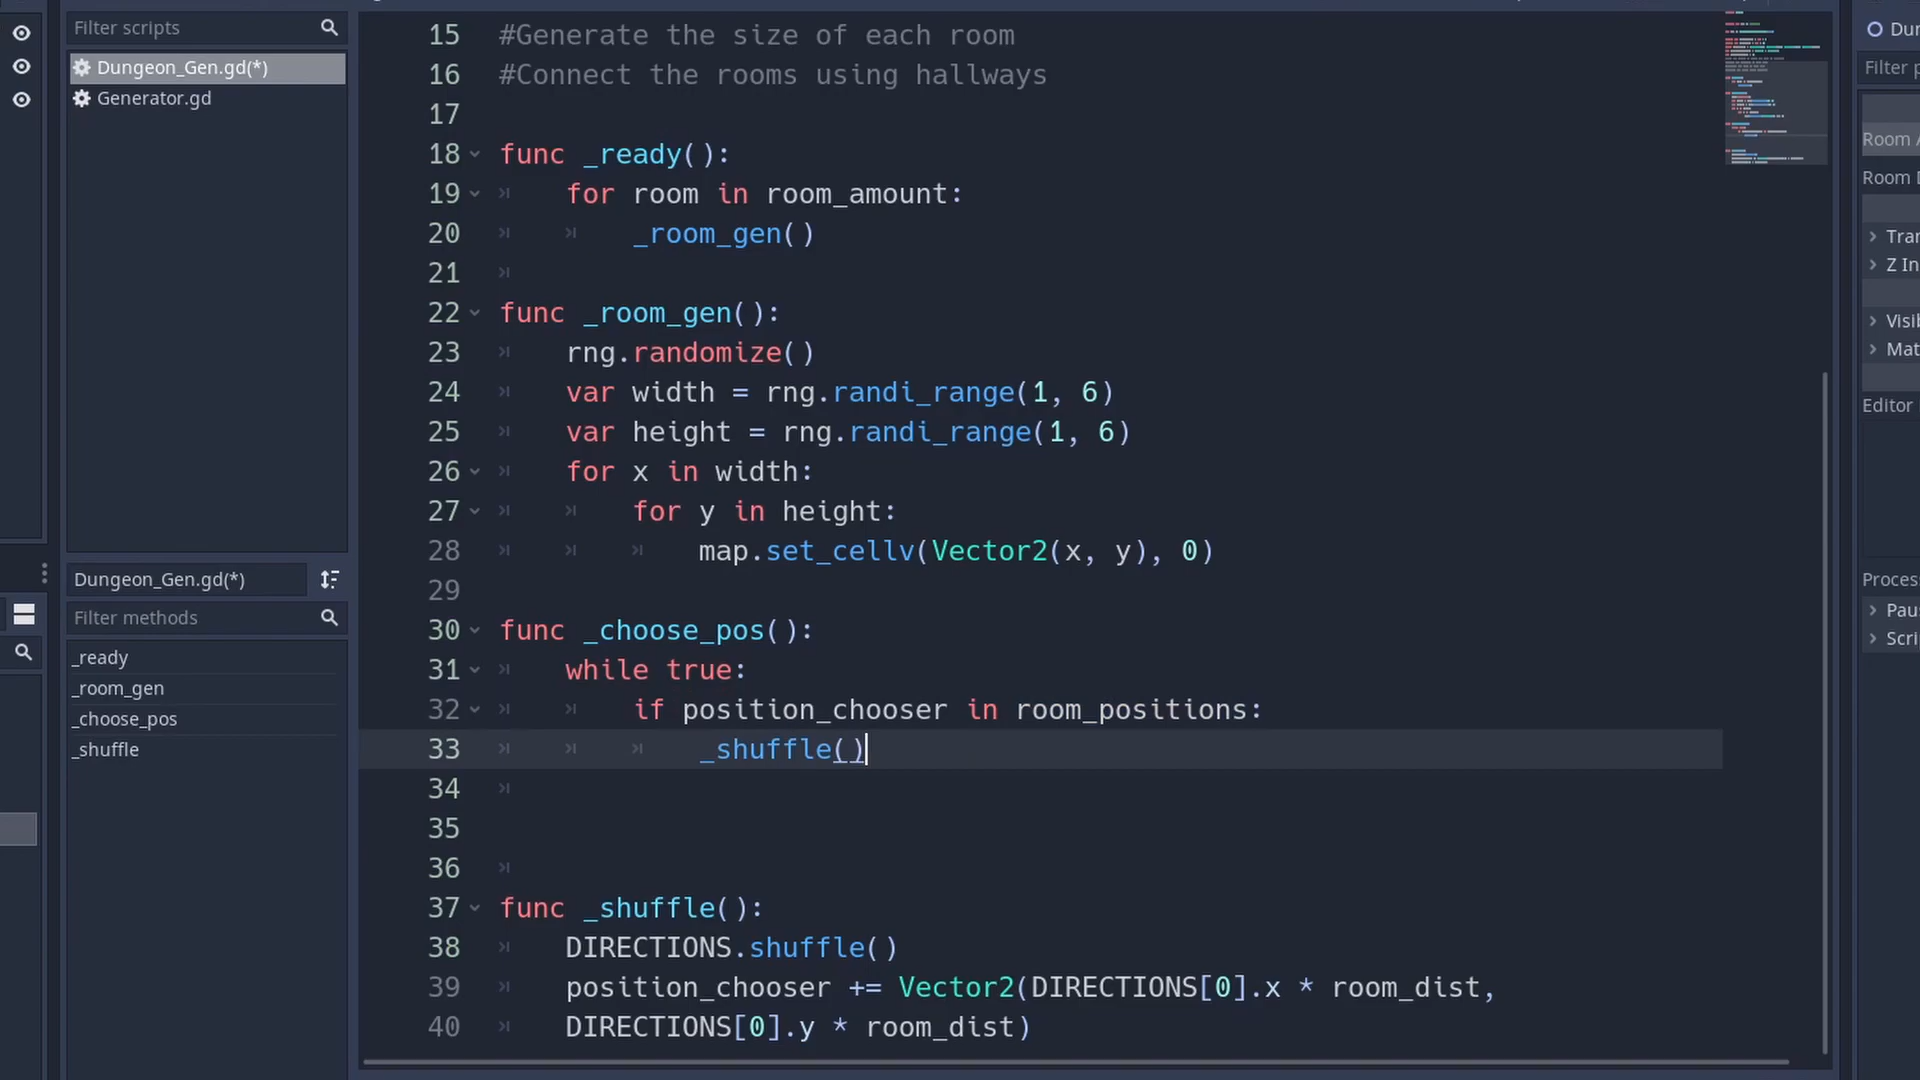 Filter scripts
Dungeon_Gen.gd(*)
Generator.gd
Dungeon_Gen.gd(*)
Filter methods
_ready
_room_gen
_choose_pos
_shuffle
15 #Generate the size of each room
16 #Connect the rooms using hallways
17
18 func _ready():
19 for room in room_amount:
20 _room_gen()
21
22 func _room_gen():
23 rng.randomize()
24 var width = rng.randi_range(1, 6)
25 var height = rng.randi_range(1, 6)
26 for x in width:
27 for y in height:
28 map.set_cellv(Vector2(x, y), 0)
29
30 func _choose_pos():
31 while true:
32 if position_chooser in room_positions:
33 _shuffle()
34
35
36
37 func _shuffle():
38 DIRECTIONS.shuffle()
39 position_chooser += Vector2(DIRECTIONS[0].x * room_dist,
40 DIRECTIONS[0].y * room_dist)
Filter
Room
Room
Z In
Editor